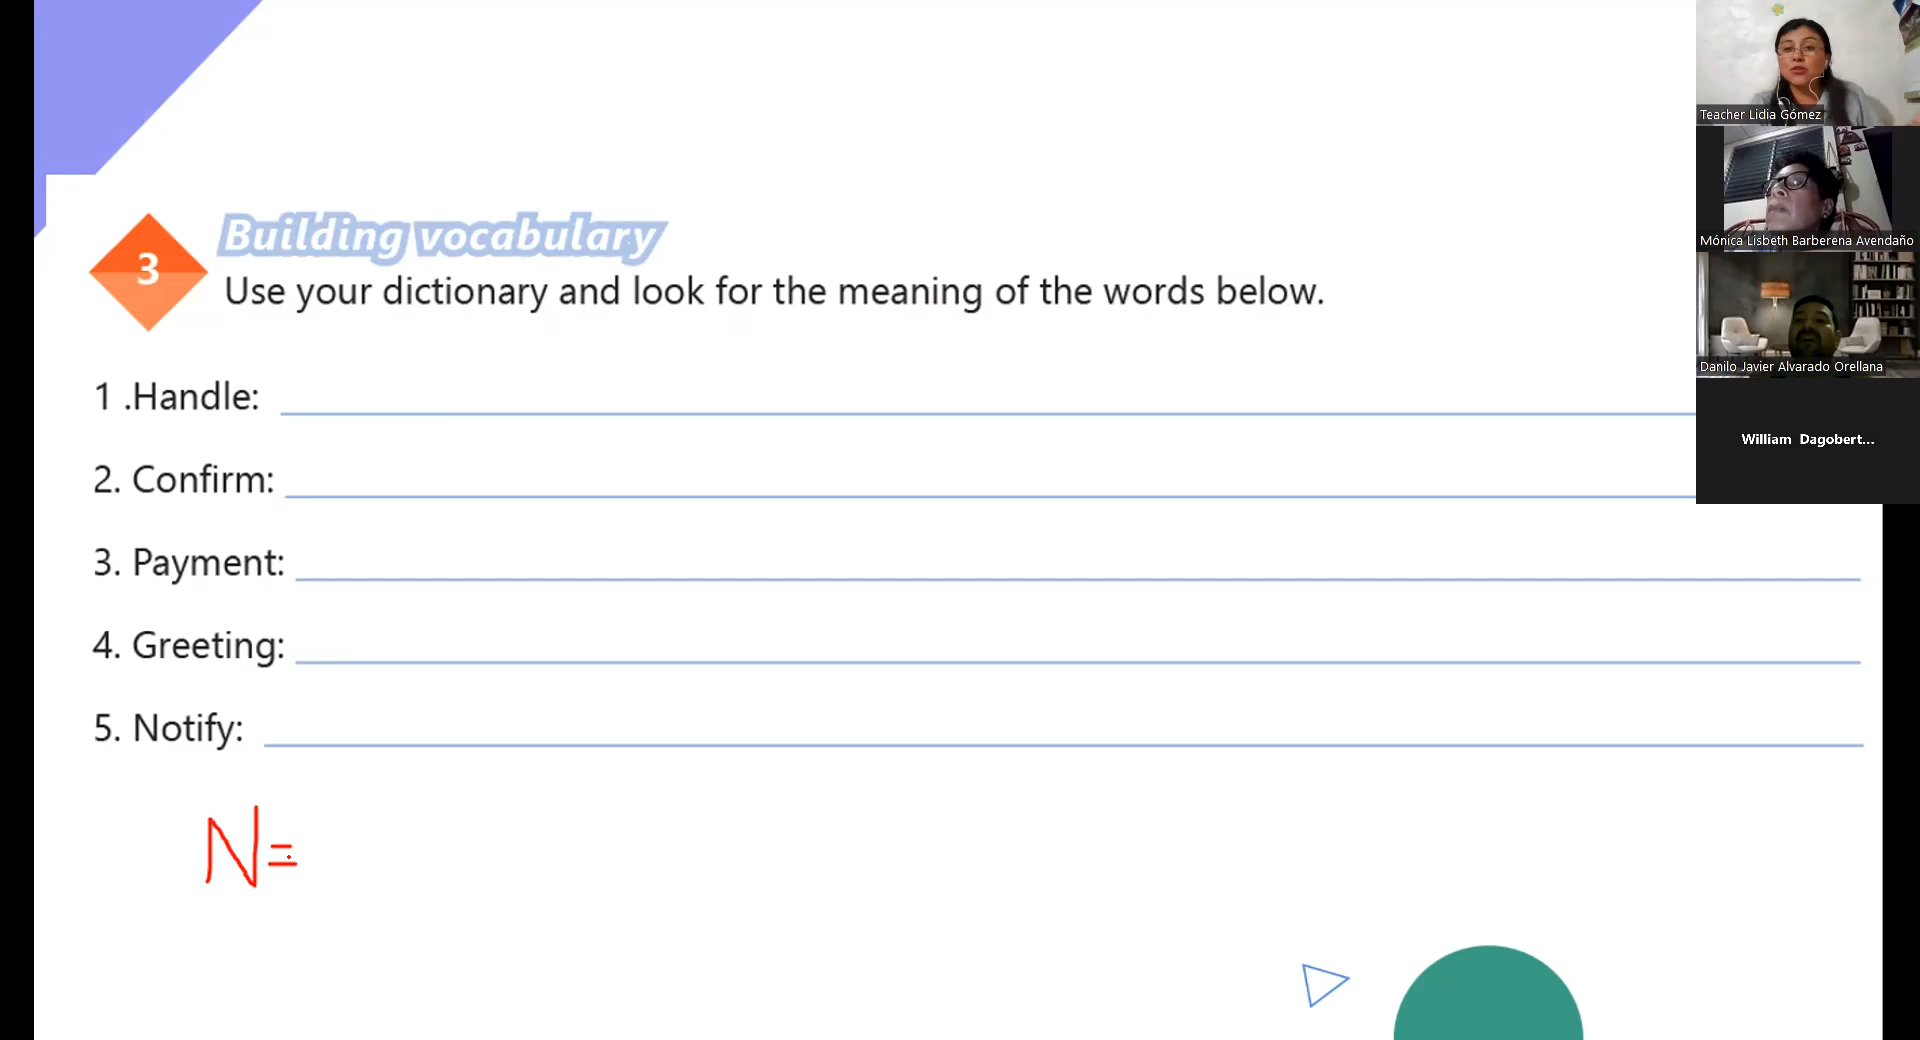 Teacher Lidia Gómez
Mónica Lisbeth Barberena Avendaño
Danilo Javier Alvarado Orellana
William Dagobert...
3
Building vocabulary
Use your dictionary and look for the meaning of the words below.
1 .Handle:
2. Confirm:
3. Payment:
4. Greeting:
5. Notify:
N=